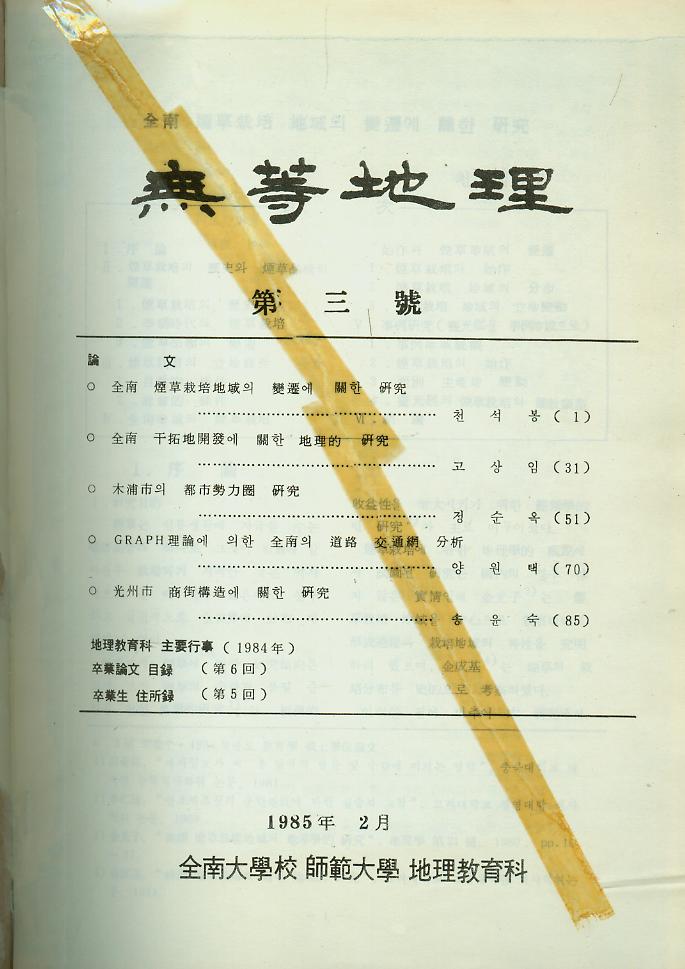 無等地理
第三號
論 文
○ 全南 煙草栽培地域의 變遷에 關한 硏究
천 석 봉 ( 1 )
○ 全南 干拓地開發에 關한 地理的 硏究
고 상 임 (31)
○ 木浦市의 都市勢力圈 硏究
정 순 옥 (51)
○ GRAPH理論에 의한 全南의 道路 交通網 分析
양 원 택 (70)
○ 光州市 商街構造에 關한 硏究
송 윤 숙 (85)
地理教育科 主要行事 (1984年)
卒業論文 目録 (第6回)
卒業生 住所録 (第5回)
1985年 2月
全南大學校 師範大學 地理教育科